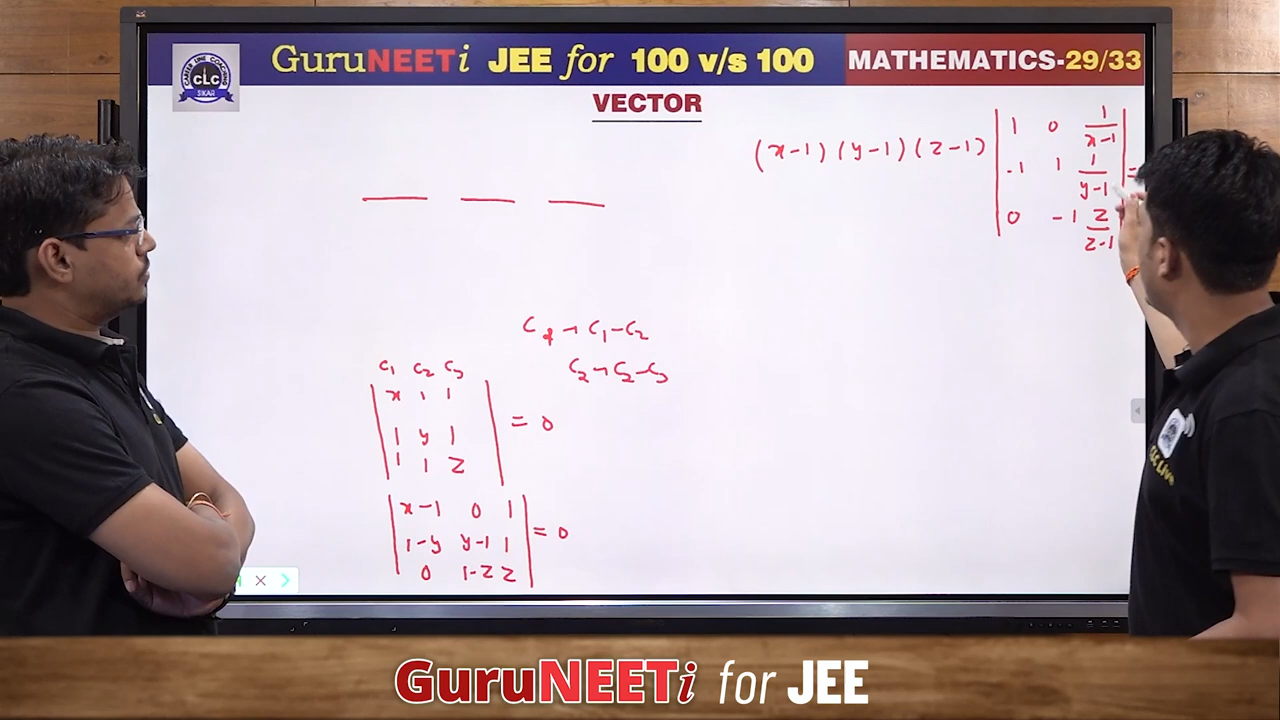 GuruNEETi JEE for 100 v/s 100
MATHEMATICS-29/33
CLC
SIKAR
VECTOR
(x-1) (y-1) (z-1) | 1 0 1/x-1 |
| -1 1 1/y-1 | =
| 0 -1 z/z-1 |
C1 → C1-C2
C2 → C2-C3
C1 C2 C3
| x 1 1 |
| 1 y 1 | = 0
| 1 1 z |
| x-1 0 1 |
| 1-y y-1 1 | = 0
| 0 1-z z |
CLC Live
GuruNEETi for JEE